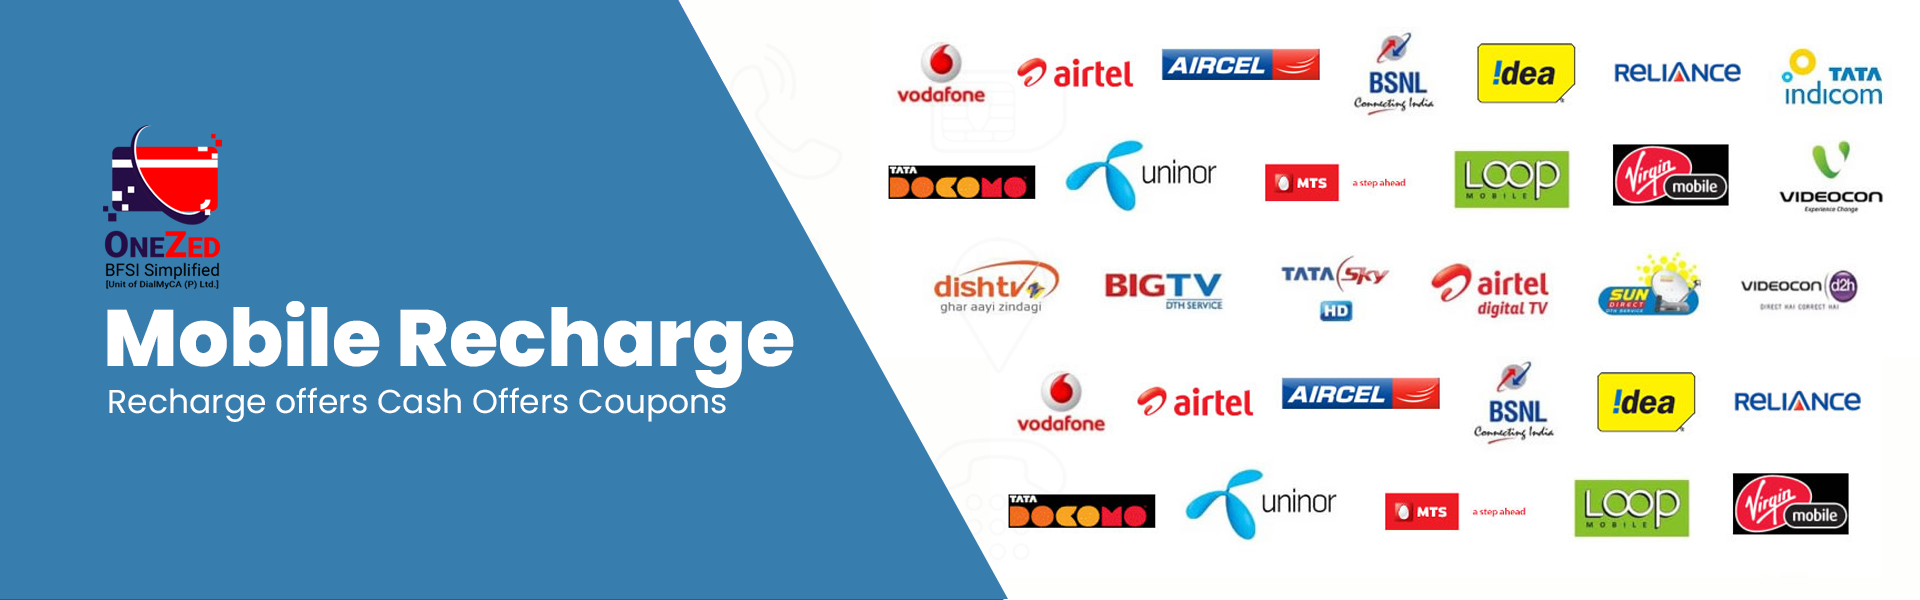 ONEZED
BFSI Simplified
[Unit of DialMyCA (P) Ltd.]
Mobile Recharge
Recharge offers Cash Offers Coupons
vodafone
airtel
AIRCEL
BSNL
Connecting India
!dea
RELIANCE
TATA
indicom
TATA
DOCOMO
uninor
MTS
a step ahead
LOOP
MOBILE
Virgin
mobile
VIDEOCON
Experience Change
dishtv
ghar aayi zindagi
BIGTV
DTH SERVICE
TATA Sky
HD
airtel
digital TV
SUN
DIRECT
DTH SERVICE
VIDEOCON d2h
DIRECT HAI CORRECT HAI
vodafone
airtel
AIRCEL
BSNL
Connecting India
!dea
RELIANCE
TATA
DOCOMO
uninor
MTS
a step ahead
LOOP
MOBILE
Virgin
mobile